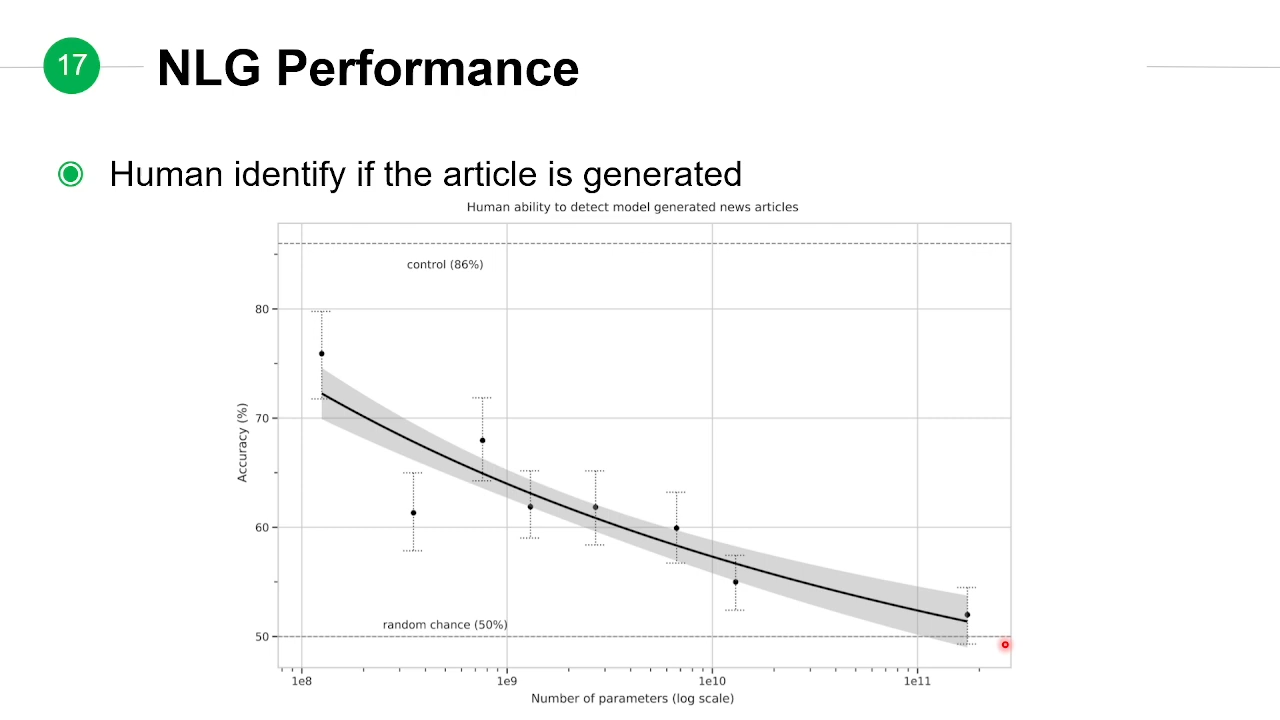 17
NLG Performance
Human identify if the article is generated
Human ability to detect model generated news articles
control (86%)
80
70
60
50
Accuracy (%)
random chance (50%)
1e8 1e9 1e10 1e11
Number of parameters (log scale)